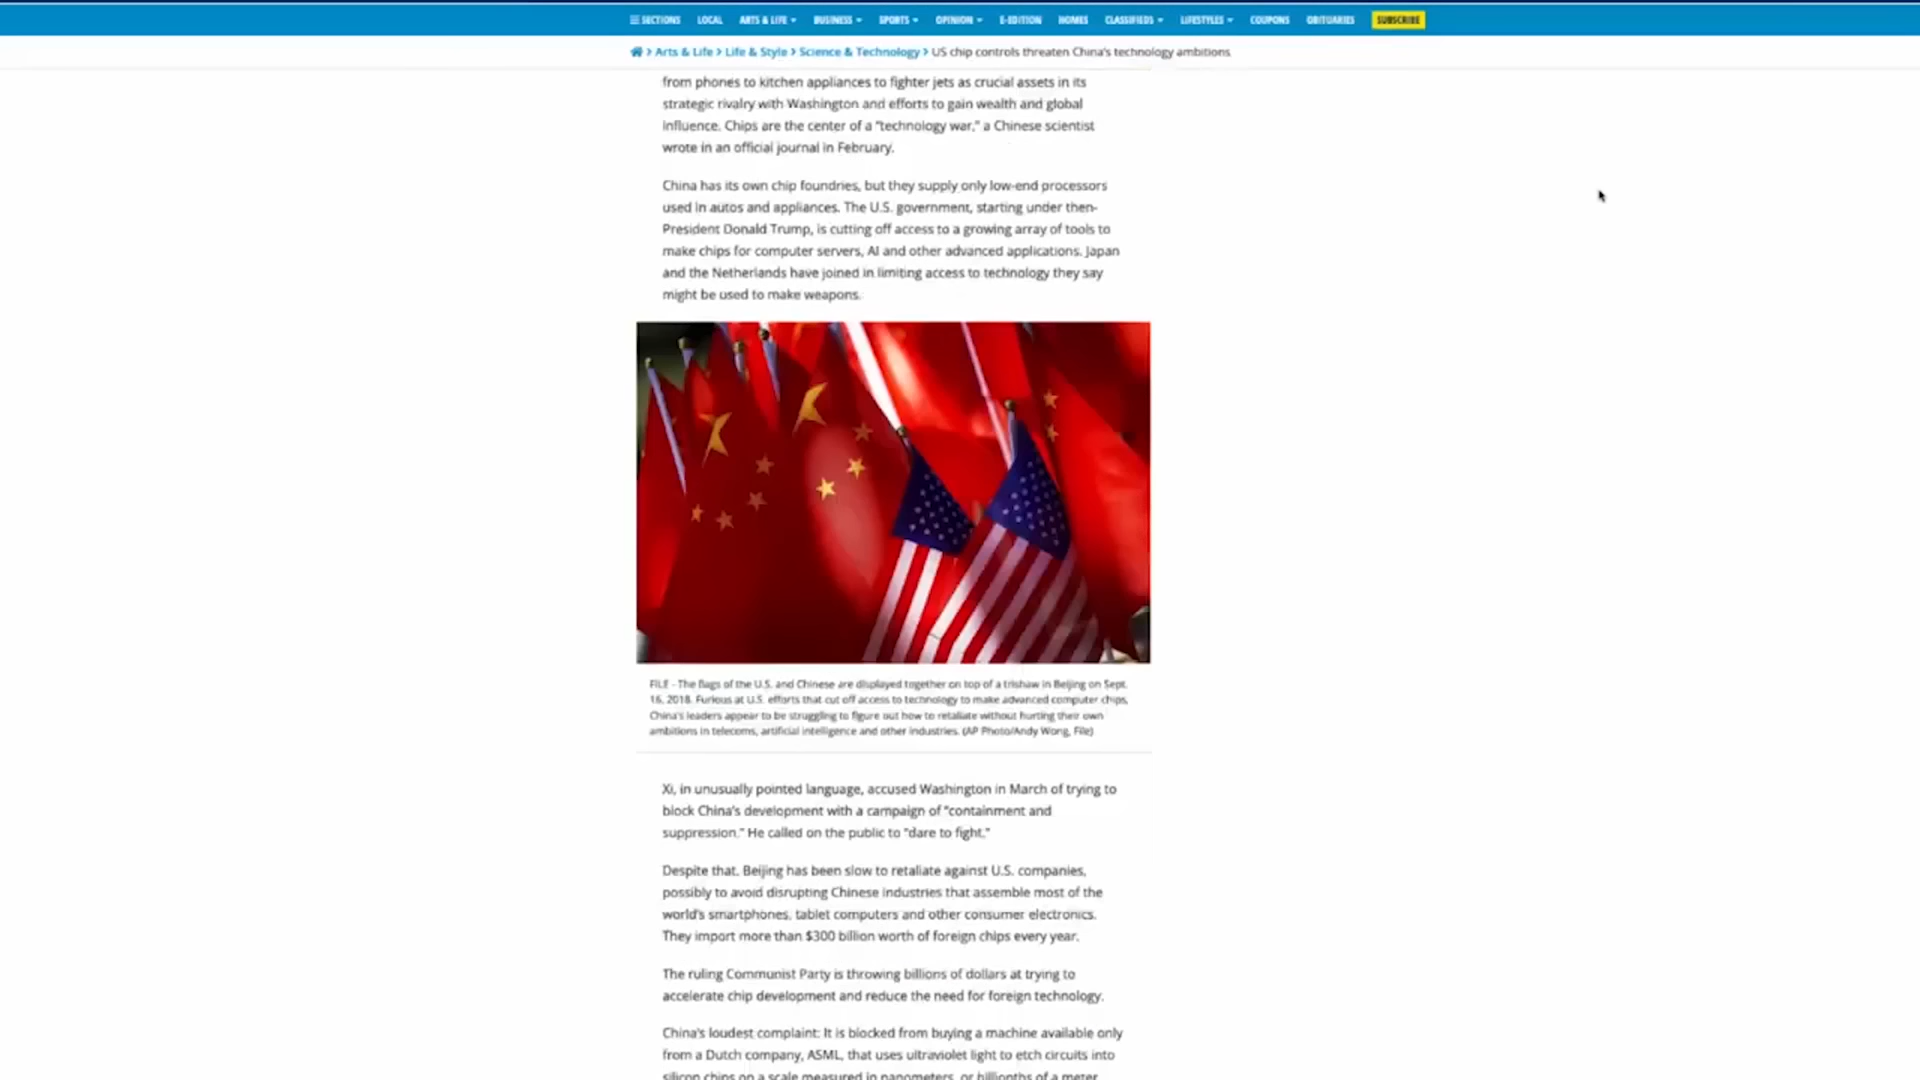 SECTIONS LOCAL ARTS & LIFE BUSINESS SPORTS OPINION E-EDITION HOMES CLASSIFIEDS LIFESTYLES COUPONS OBITUARIES SUBSCRIBE
Arts & Life > Life & Style > Science & Technology > US chip controls threaten China's technology ambitions
from phones to kitchen appliances to fighter jets as crucial assets in its
strategic rivalry with Washington and efforts to gain wealth and global
influence. Chips are the center of a "technology war," a Chinese scientist
wrote in an official journal in February.
China has its own chip foundries, but they supply only low-end processors
used in autos and appliances. The U.S. government, starting under then-
President Donald Trump, is cutting off access to a growing array of tools to
make chips for computer servers, AI and other advanced applications. Japan
and the Netherlands have joined in limiting access to technology they say
might be used to make weapons.
FILE - The flags of the U.S. and Chinese are displayed together on top of a trishaw in Beijing on Sept.
16, 2018. Furious at U.S. efforts that cut off access to technology to make advanced computer chips,
China's leaders appear to be struggling to figure out how to retaliate without hurting their own
ambitions in telecoms, artificial intelligence and other industries. (AP Photo/Andy Wong, File)
Xi, in unusually pointed language, accused Washington in March of trying to
block China's development with a campaign of "containment and
suppression." He called on the public to "dare to fight."
Despite that, Beijing has been slow to retaliate against U.S. companies,
possibly to avoid disrupting Chinese industries that assemble most of the
world's smartphones, tablet computers and other consumer electronics.
They import more than $300 billion worth of foreign chips every year.
The ruling Communist Party is throwing billions of dollars at trying to
accelerate chip development and reduce the need for foreign technology.
China's loudest complaint: It is blocked from buying a machine available only
from a Dutch company, ASML, that uses ultraviolet light to etch circuits into
silicon chips on a scale measured in nanometers, or billionths of a meter.